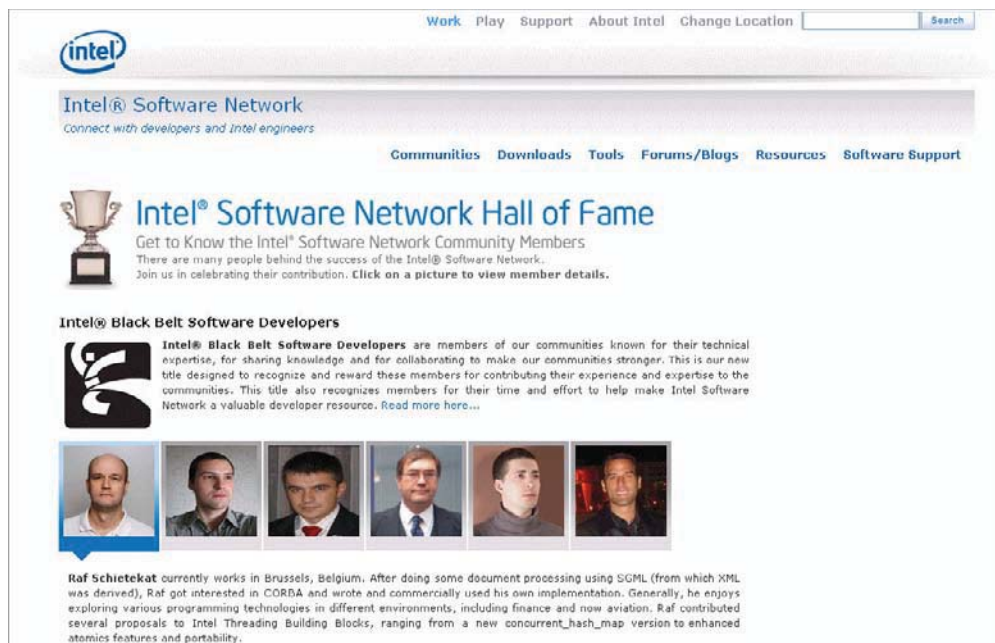 Work Play Support About Intel Change Location Search
intel
Intel® Software Network
Connect with developers and Intel engineers
Communities Downloads Tools Forums/Blogs Resources Software Support
Intel® Software Network Hall of Fame
Get to Know the Intel® Software Network Community Members
There are many people behind the success of the Intel® Software Network.
Join us in celebrating their contribution. Click on a picture to view member details.
Intel® Black Belt Software Developers
Intel® Black Belt Software Developers are members of our communities known for their technical
expertise, for sharing knowledge and for collaborating to make our communities stronger. This is our new
title designed to recognize and reward these members for contributing their experience and expertise to the
communities. This title also recognizes members for their time and effort to help make Intel Software
Network a valuable developer resource. Read more here...
Raf Schietekat currently works in Brussels, Belgium. After doing some document processing using SGML (from which XML
was derived), Raf got interested in CORBA and wrote and commercially used his own implementation. Generally, he enjoys
exploring various programming technologies in different environments, including finance and now aviation. Raf contributed
several proposals to Intel Threading Building Blocks, ranging from a new concurrent_hash_map version to enhanced
atomics features and portability.